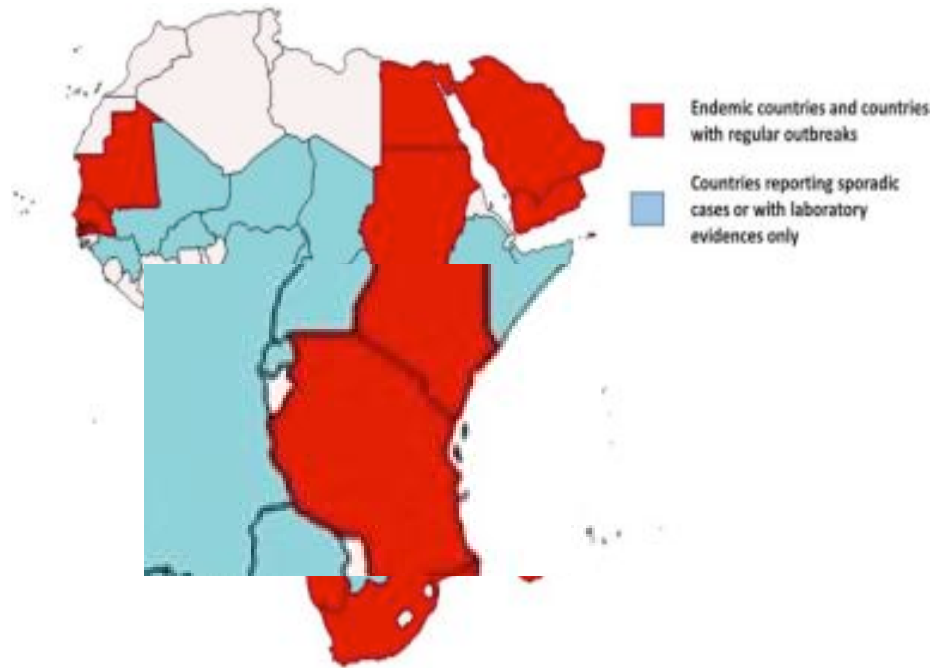 Endemic countries and countries
with regular outbreaks
Countries reporting sporadic
cases or with laboratory
evidences only